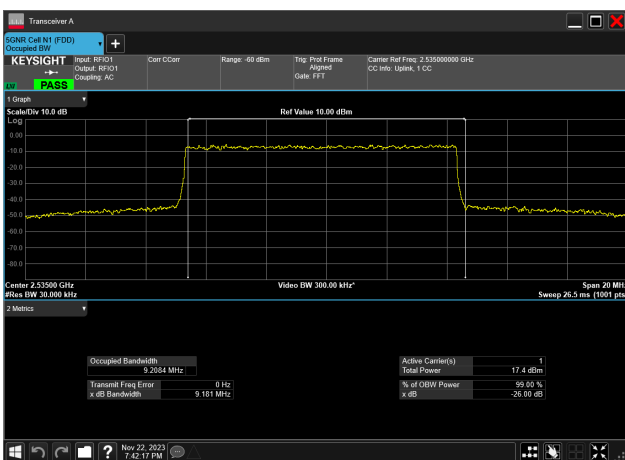 Transceiver A
5GNR Cell N1 (FDD)
Occupied BW
KEYSIGHT
PASS
Input: RFIO1
Output: RFIO1
Coupling: AC
Corr CCorr
Range: -60 dBm
Trig: Prot Frame
Aligned
Gate: FFT
Carrier Ref Freq: 2.535000000 GHz
CC Info: Uplink, 1 CC
1 Graph
Scale/Div 10.0 dB
Ref Value 10.00 dBm
Log
0.00
-10.0
-20.0
-30.0
-40.0
-50.0
-60.0
-70.0
-80.0
Center 2.53500 GHz
Video BW 300.00 kHz*
Span 20 MH
#Res BW 30.000 kHz
Sweep 26.5 ms (1001 pts
2 Metrics
Occupied Bandwidth
9.2084 MHz
Transmit Freq Error 0 Hz
x dB Bandwidth 9.181 MHz
Active Carrier(s) 1
Total Power 17.4 dBm
% of OBW Power 99.00 %
x dB -26.00 dB
Nov 22, 2023
7:42:17 PM